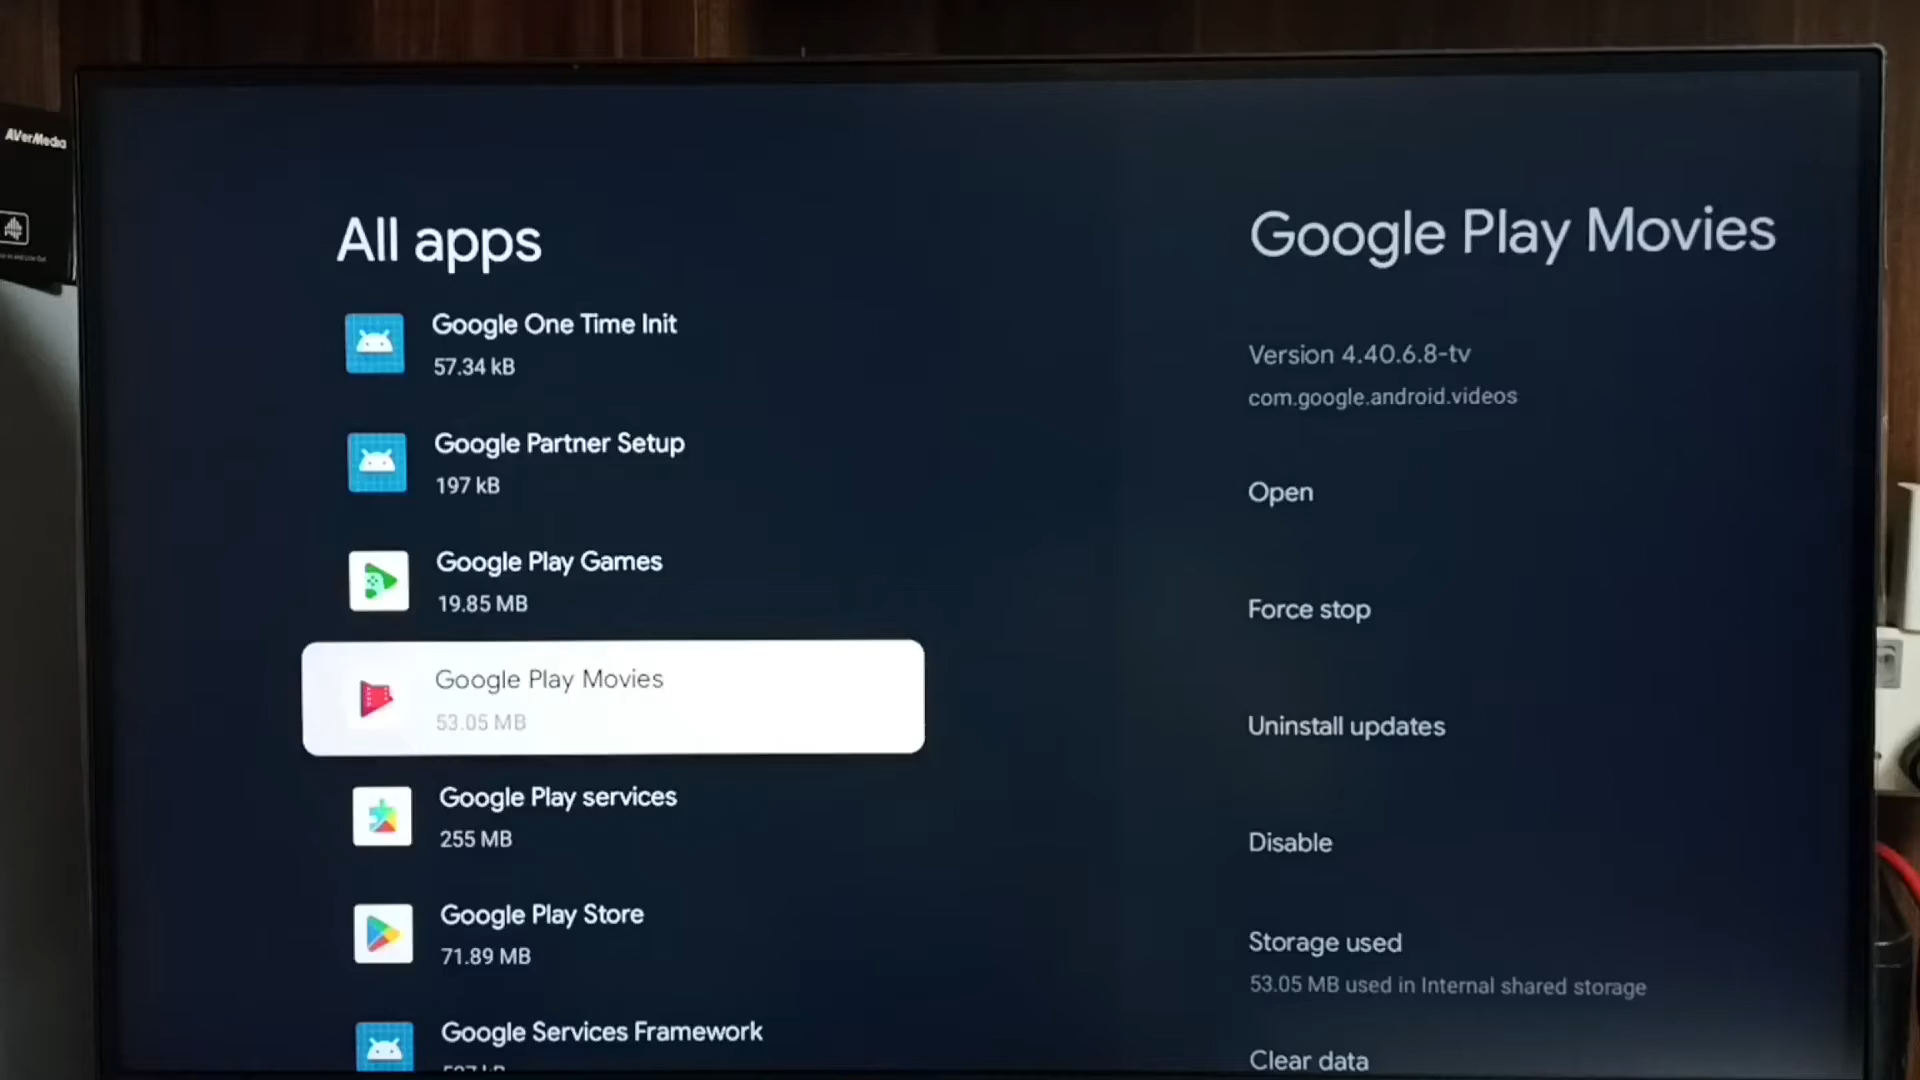 AVerMedia
All apps
Google One Time Init
57.34 kB
Google Partner Setup
197 kB
Google Play Games
19.85 MB
Google Play Movies
53.05 MB
Google Play services
255 MB
Google Play Store
71.89 MB
Google Services Framework
Google Play Movies
Version 4.40.6.8-tv
com.google.android.videos
Open
Force stop
Uninstall updates
Disable
Storage used
53.05 MB used in Internal shared storage
Clear data